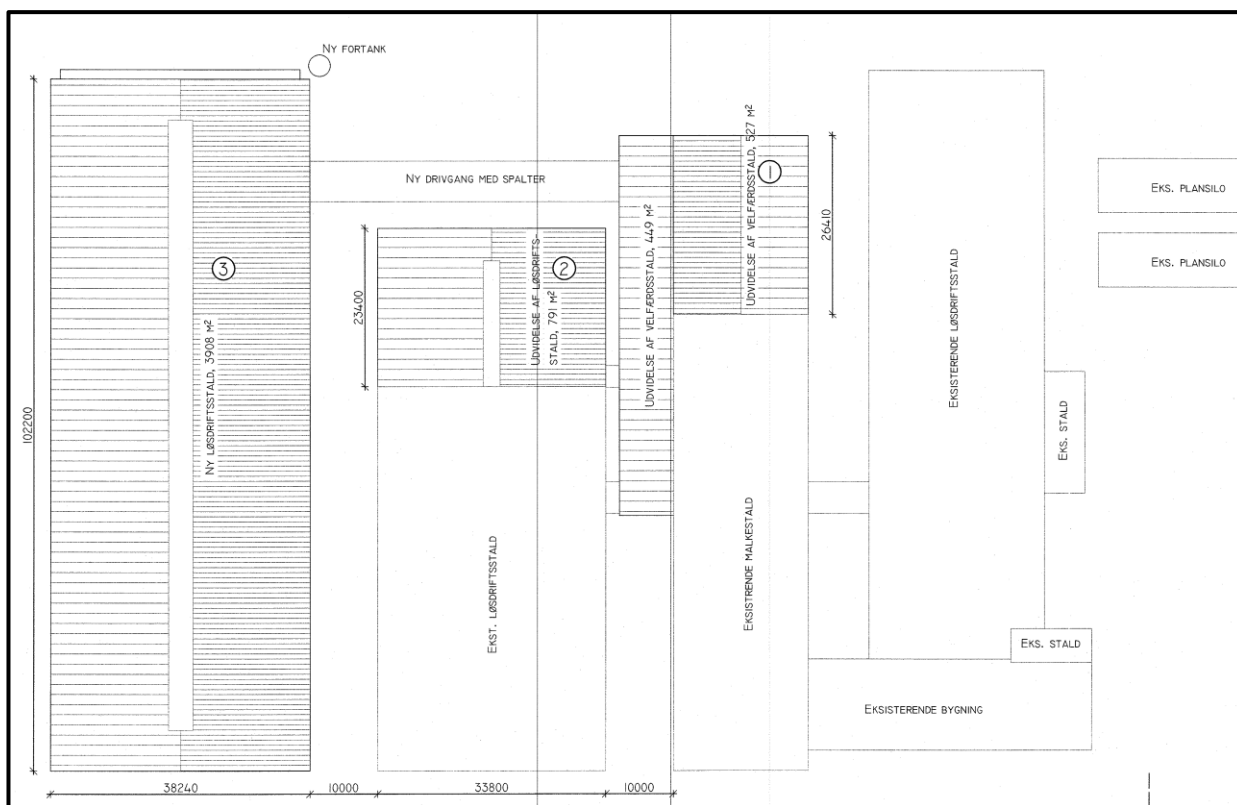 NY FORTANK
NY DRIVGANG MED SPALTER
UDVIDELSE AF VELFÆRDSSTALD, 527 M²
1
EKS. PLANSILO
26410
EKS. PLANSILO
3
2
UDVIDELSE AF LØSDRIFTS-
STALD, 791 M²
23400
UDVIDELSE AF VELFÆRDSSTALD, 449 M²
EKSISTERENDE LØSDRIFTSSTALD
NY LØSDRIFTSSTALD, 3908 M²
102200
EKS. STALD
EKST. LØSDRIFTSSTALD
EKSISTRENDE MALKESTALD
EKS. STALD
EKSISTERENDE BYGNING
38240
10000
33800
10000